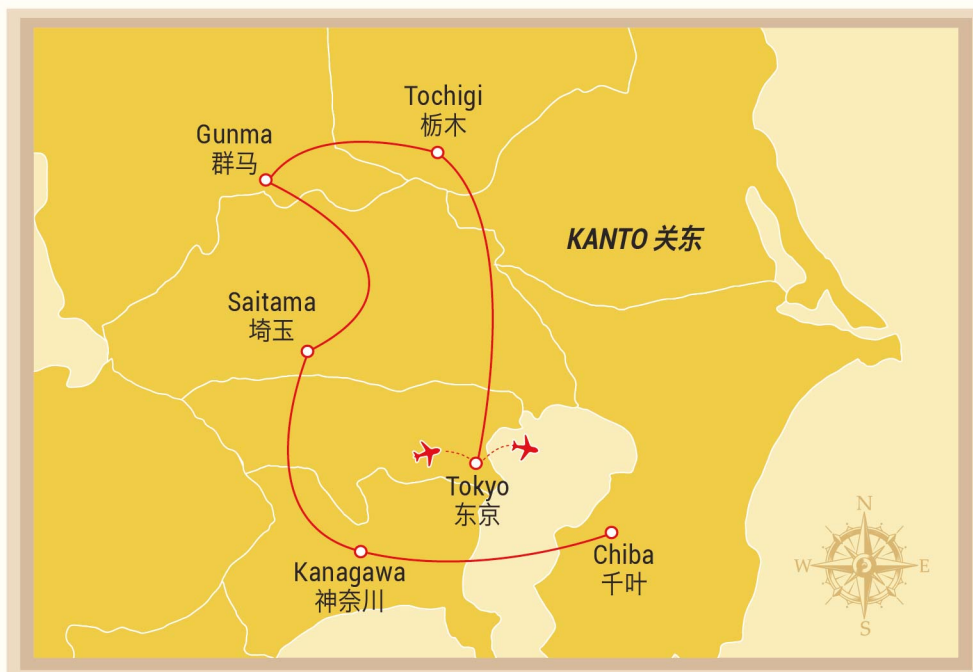 Tochigi
栃木
Gunma
群马
KANTO 关东
Saitama
埼玉
Tokyo
东京
Chiba
千叶
Kanagawa
神奈川
N
W
E
S